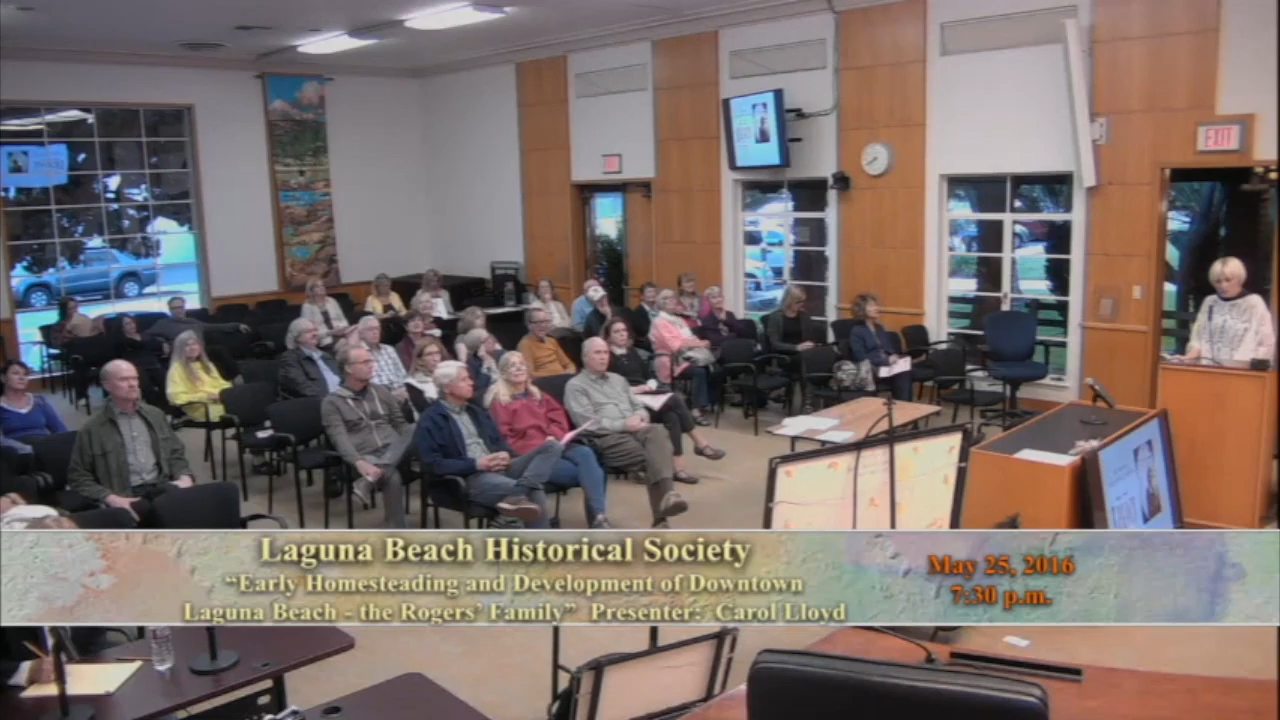 EXIT
Laguna Beach Historical Society
"Early Homesteading and Development of Downtown
Laguna Beach - the Rogers' Family" Presenter: Carol Lloyd
May 25, 2016
7:30 p.m.